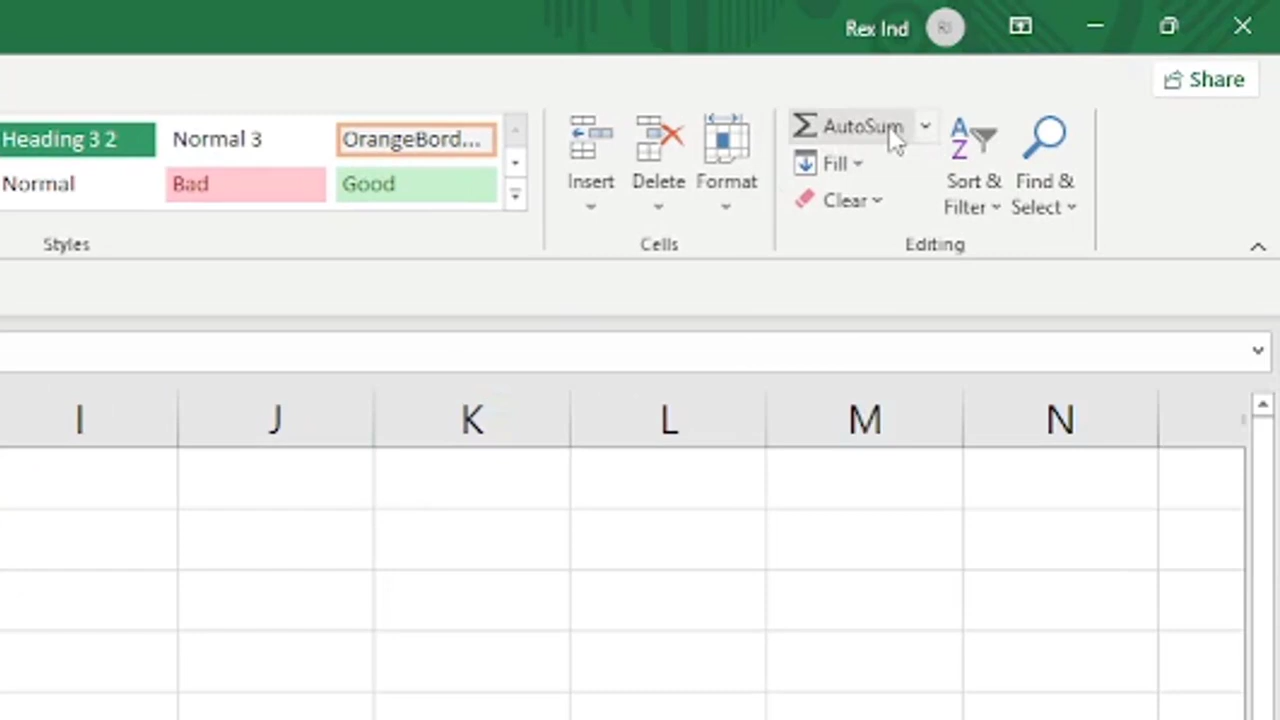 Rex Ind
RI
Share
Heading 3 2
Normal 3
OrangeBord...
AutoSum
Fill
Normal
Bad
Good
Insert
Delete
Format
Clear
Sort &
Filter
Find &
Select
Styles
Cells
Editing
I
J
K
L
M
N